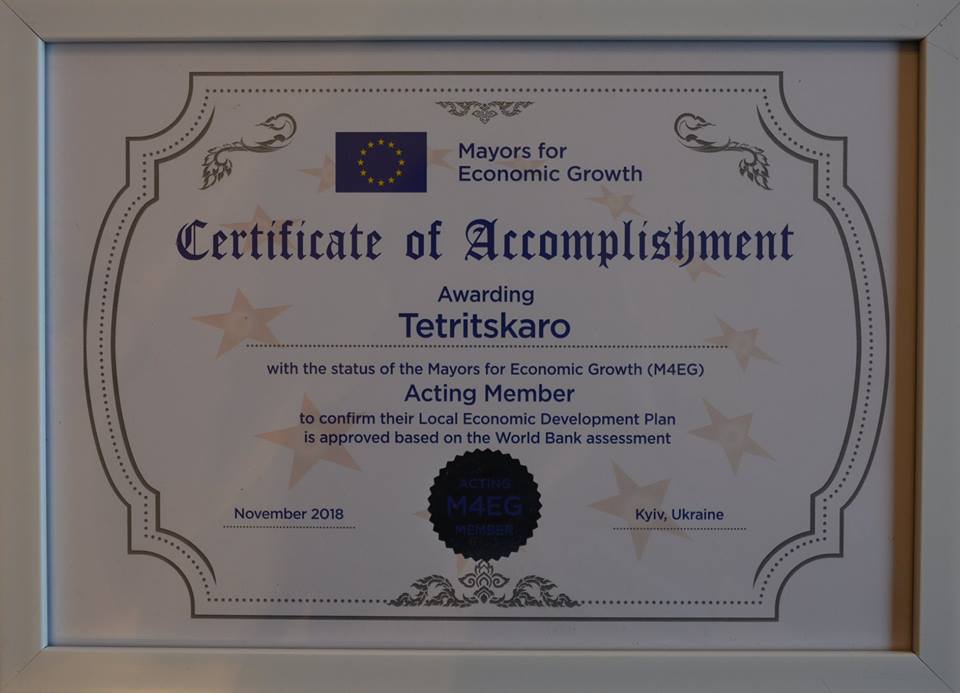 Mayors for
Economic Growth
Certificate of Accomplishment
Awarding
Tetritskaro
with the status of the Mayors for Economic Growth (M4EG)
Acting Member
to confirm their Local Economic Development Plan
is approved based on the World Bank assessment
ACTING
M4EG
MEMBER
November 2018
Kyiv, Ukraine